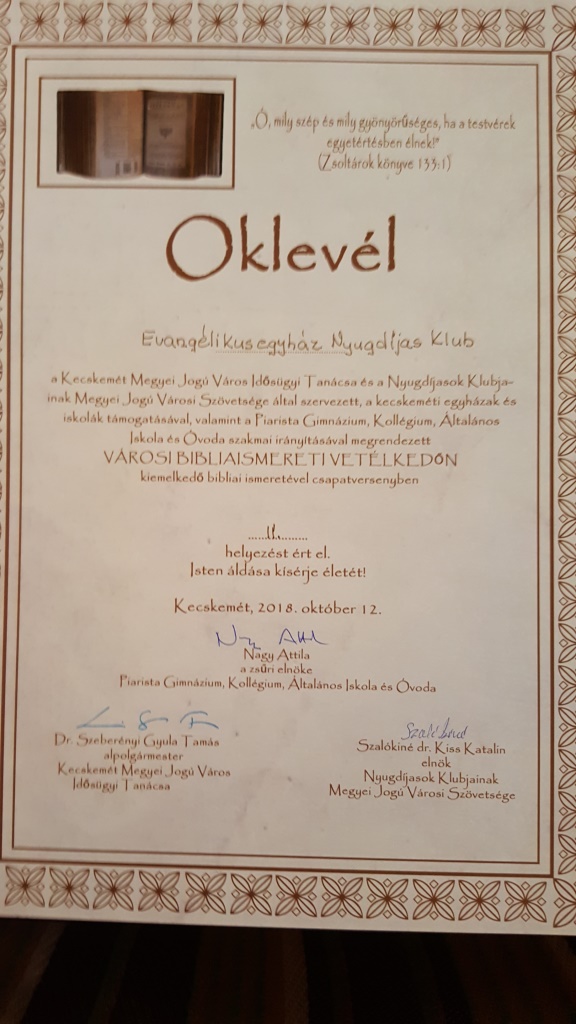 „Ó, mily szép és mily gyönyörűséges, ha a testvérek
egyetértésben élnek!"
(Zsoltárok könyve 133:1)
Oklevél
Evangélikusegyház Nyugdíjas Klub
a Kecskemét Megyei Jogú Város Idősügyi Tanácsa és a Nyugdíjasok Klubja-
inak Megyei Jogú Városi Szövetsége által szervezett, a kecskeméti egyházak és
iskolák támogatásával, valamint a Piarista Gimnázium, Kollégium, Általános
Iskola és Óvoda szakmai irányításával megrendezett
VÁROSI BIBLIAISMERETI VETÉLKEDŐN
kiemelkedő bibliai ismeretével csapatversenyben
helyezést ért el.
Isten áldása kísérje életét!
Kecskemét, 2018. október 12.
Nagy Attila
a zsűri elnöke
Piarista Gimnázium, Kollégium, Általános Iskola és Óvoda
Dr. Szeberényi Gyula Tamás
alpolgármester
Kecskemét Megyei Jogú Város
Idősügyi Tanácsa
Szalókiné dr. Kiss Katalin
elnök
Nyugdíjasok Klubjainak
Megyei Jogú Városi Szövetsége